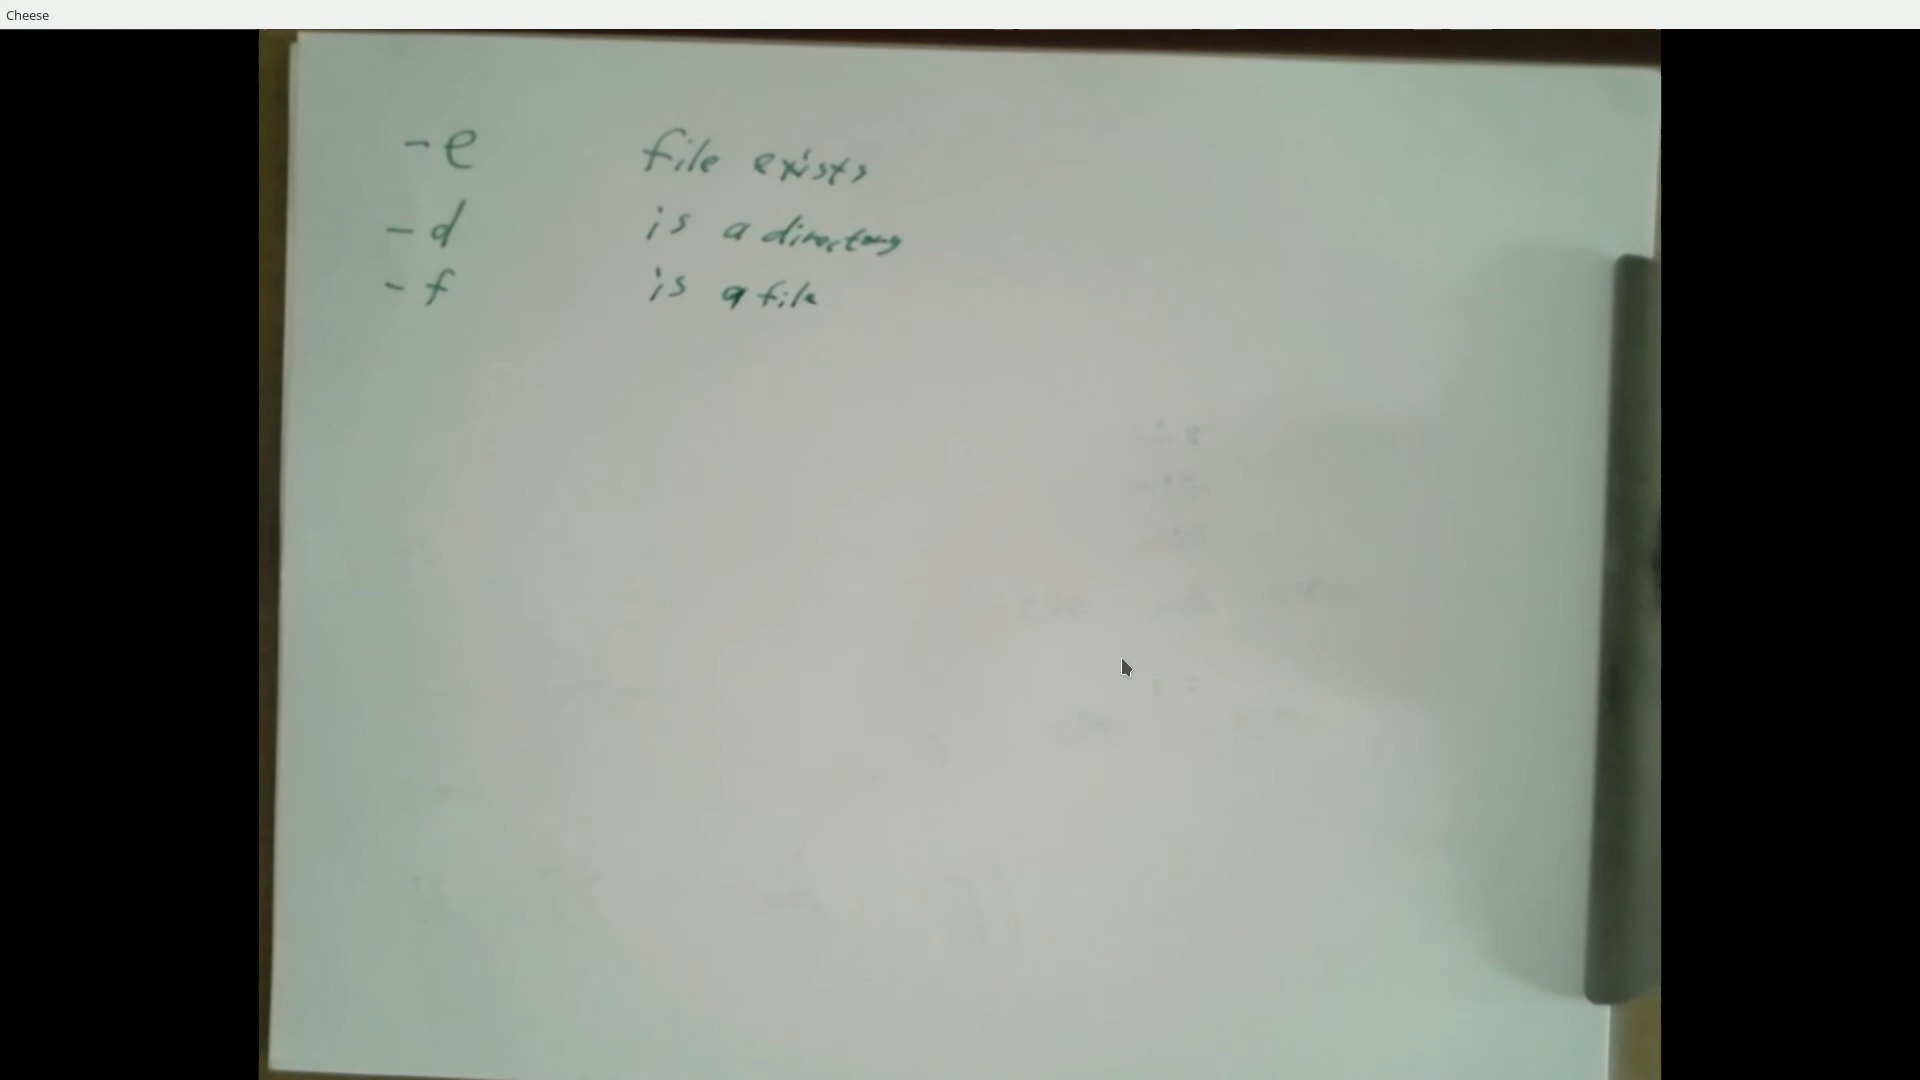 Cheese
-e file exists
-d is a directory
-f is a file